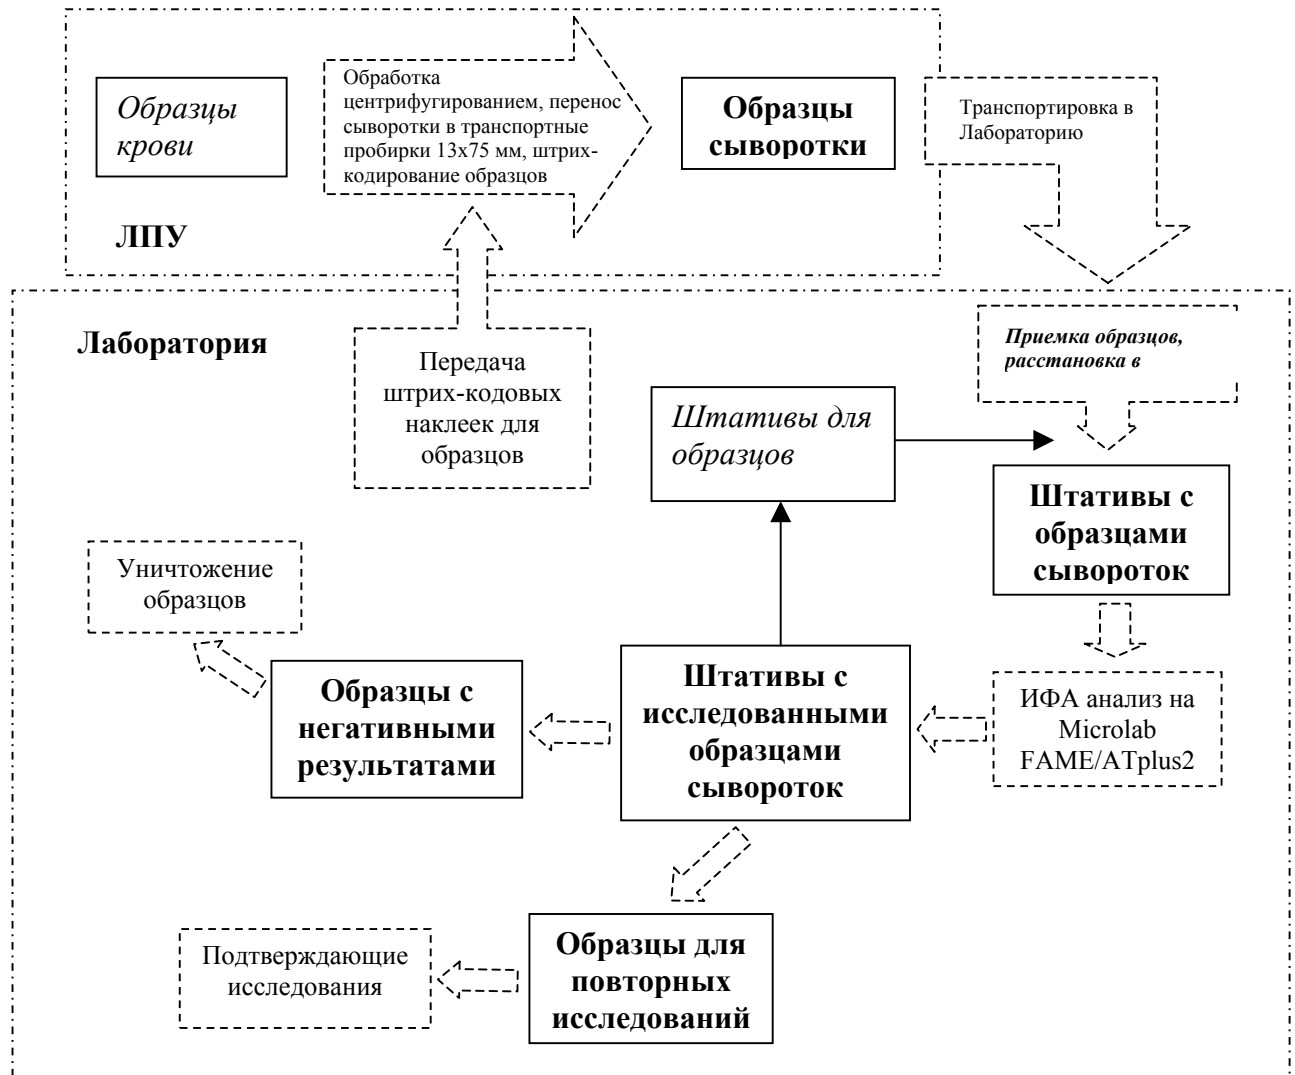 Образцы
крови
Обработка
центрифугированием, перенос
сыворотки в транспортные
пробирки 13х75 мм, штрих-
кодирование образцов
Образцы
сыворотки
Транспортировка в
Лабораторию
ЛПУ
Лаборатория
Передача
штрих-кодовых
наклеек для
образцов
Приемка образцов,
расстановка в
Штативы для
образцов
Штативы с
образцами
сывороток
Уничтожение
образцов
Образцы с
негативными
результатами
Штативы с
исследованными
образцами
сывороток
ИФА анализ на
Microlab
FAME/ATplus2
Подтверждающие
исследования
Образцы для
повторных
исследований